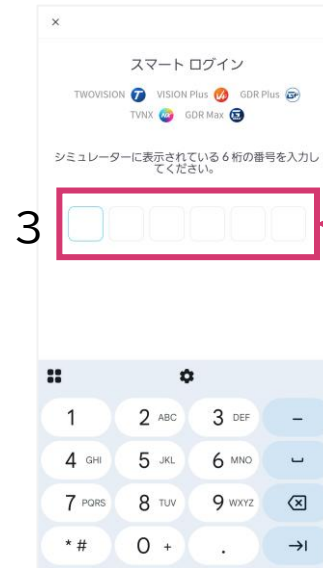 ×
スマート ログイン
TWOVISION VISION Plus GDR Plus
TVNX GDR Max
シミュレーターに表示されている6桁の番号を入力し
てください。
3
1 2 ABC 3 DEF –
4 GHI 5 JKL 6 MNO
7 PQRS 8 TUV 9 WXYZ
* # 0 + .